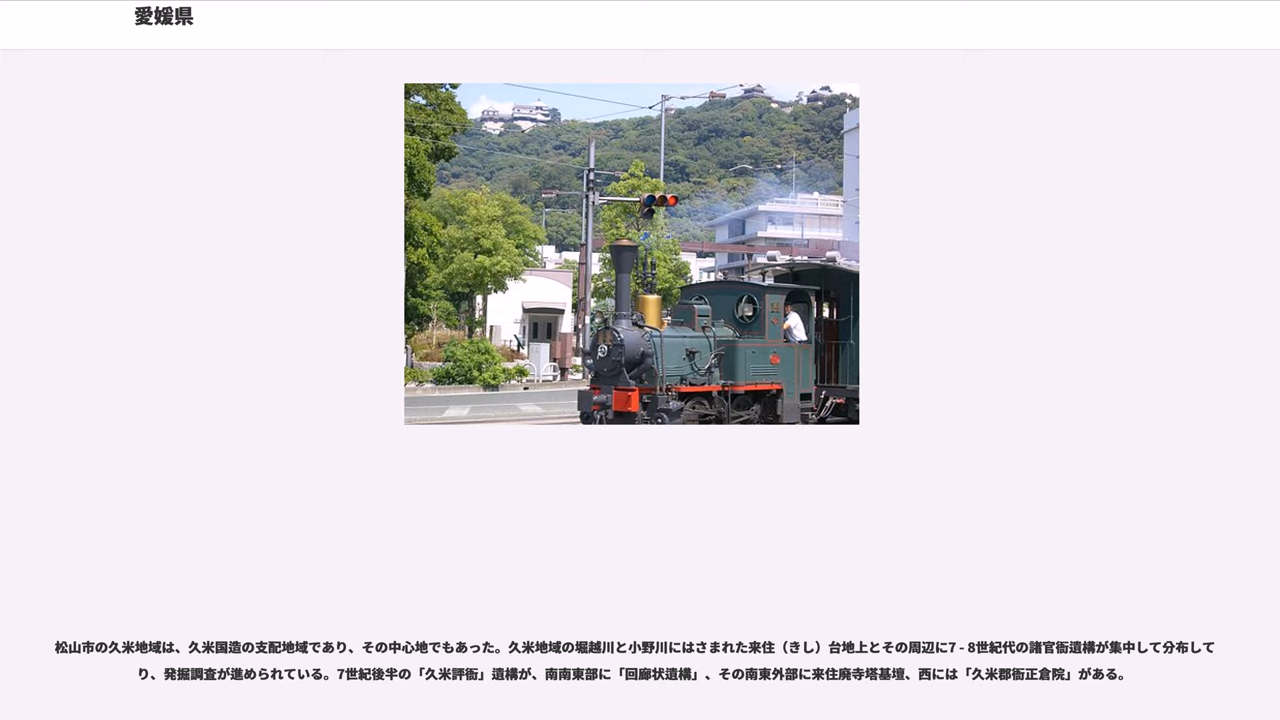 愛媛県
松山市の久米地域は、久米国造の支配地域であり、その中心地でもあった。久米地域の堀越川と小野川にはさまれた来住（きし）台地上とその周辺に7 - 8世紀代の諸官衙遺構が集中して分布して
り、発掘調査が進められている。7世紀後半の「久米評衙」遺構が、南南東部に「回廊状遺構」、その南東外部に来住廃寺塔基壇、西には「久米郡衙正倉院」がある。